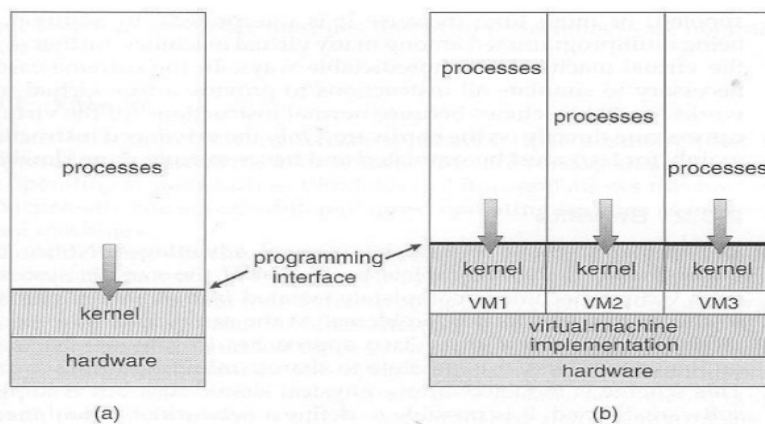 processes
kernel
hardware
(a)
programming
interface
processes
processes
processes
kernel
kernel
kernel
VM1
VM2
VM3
virtual-machine
implementation
hardware
(b)